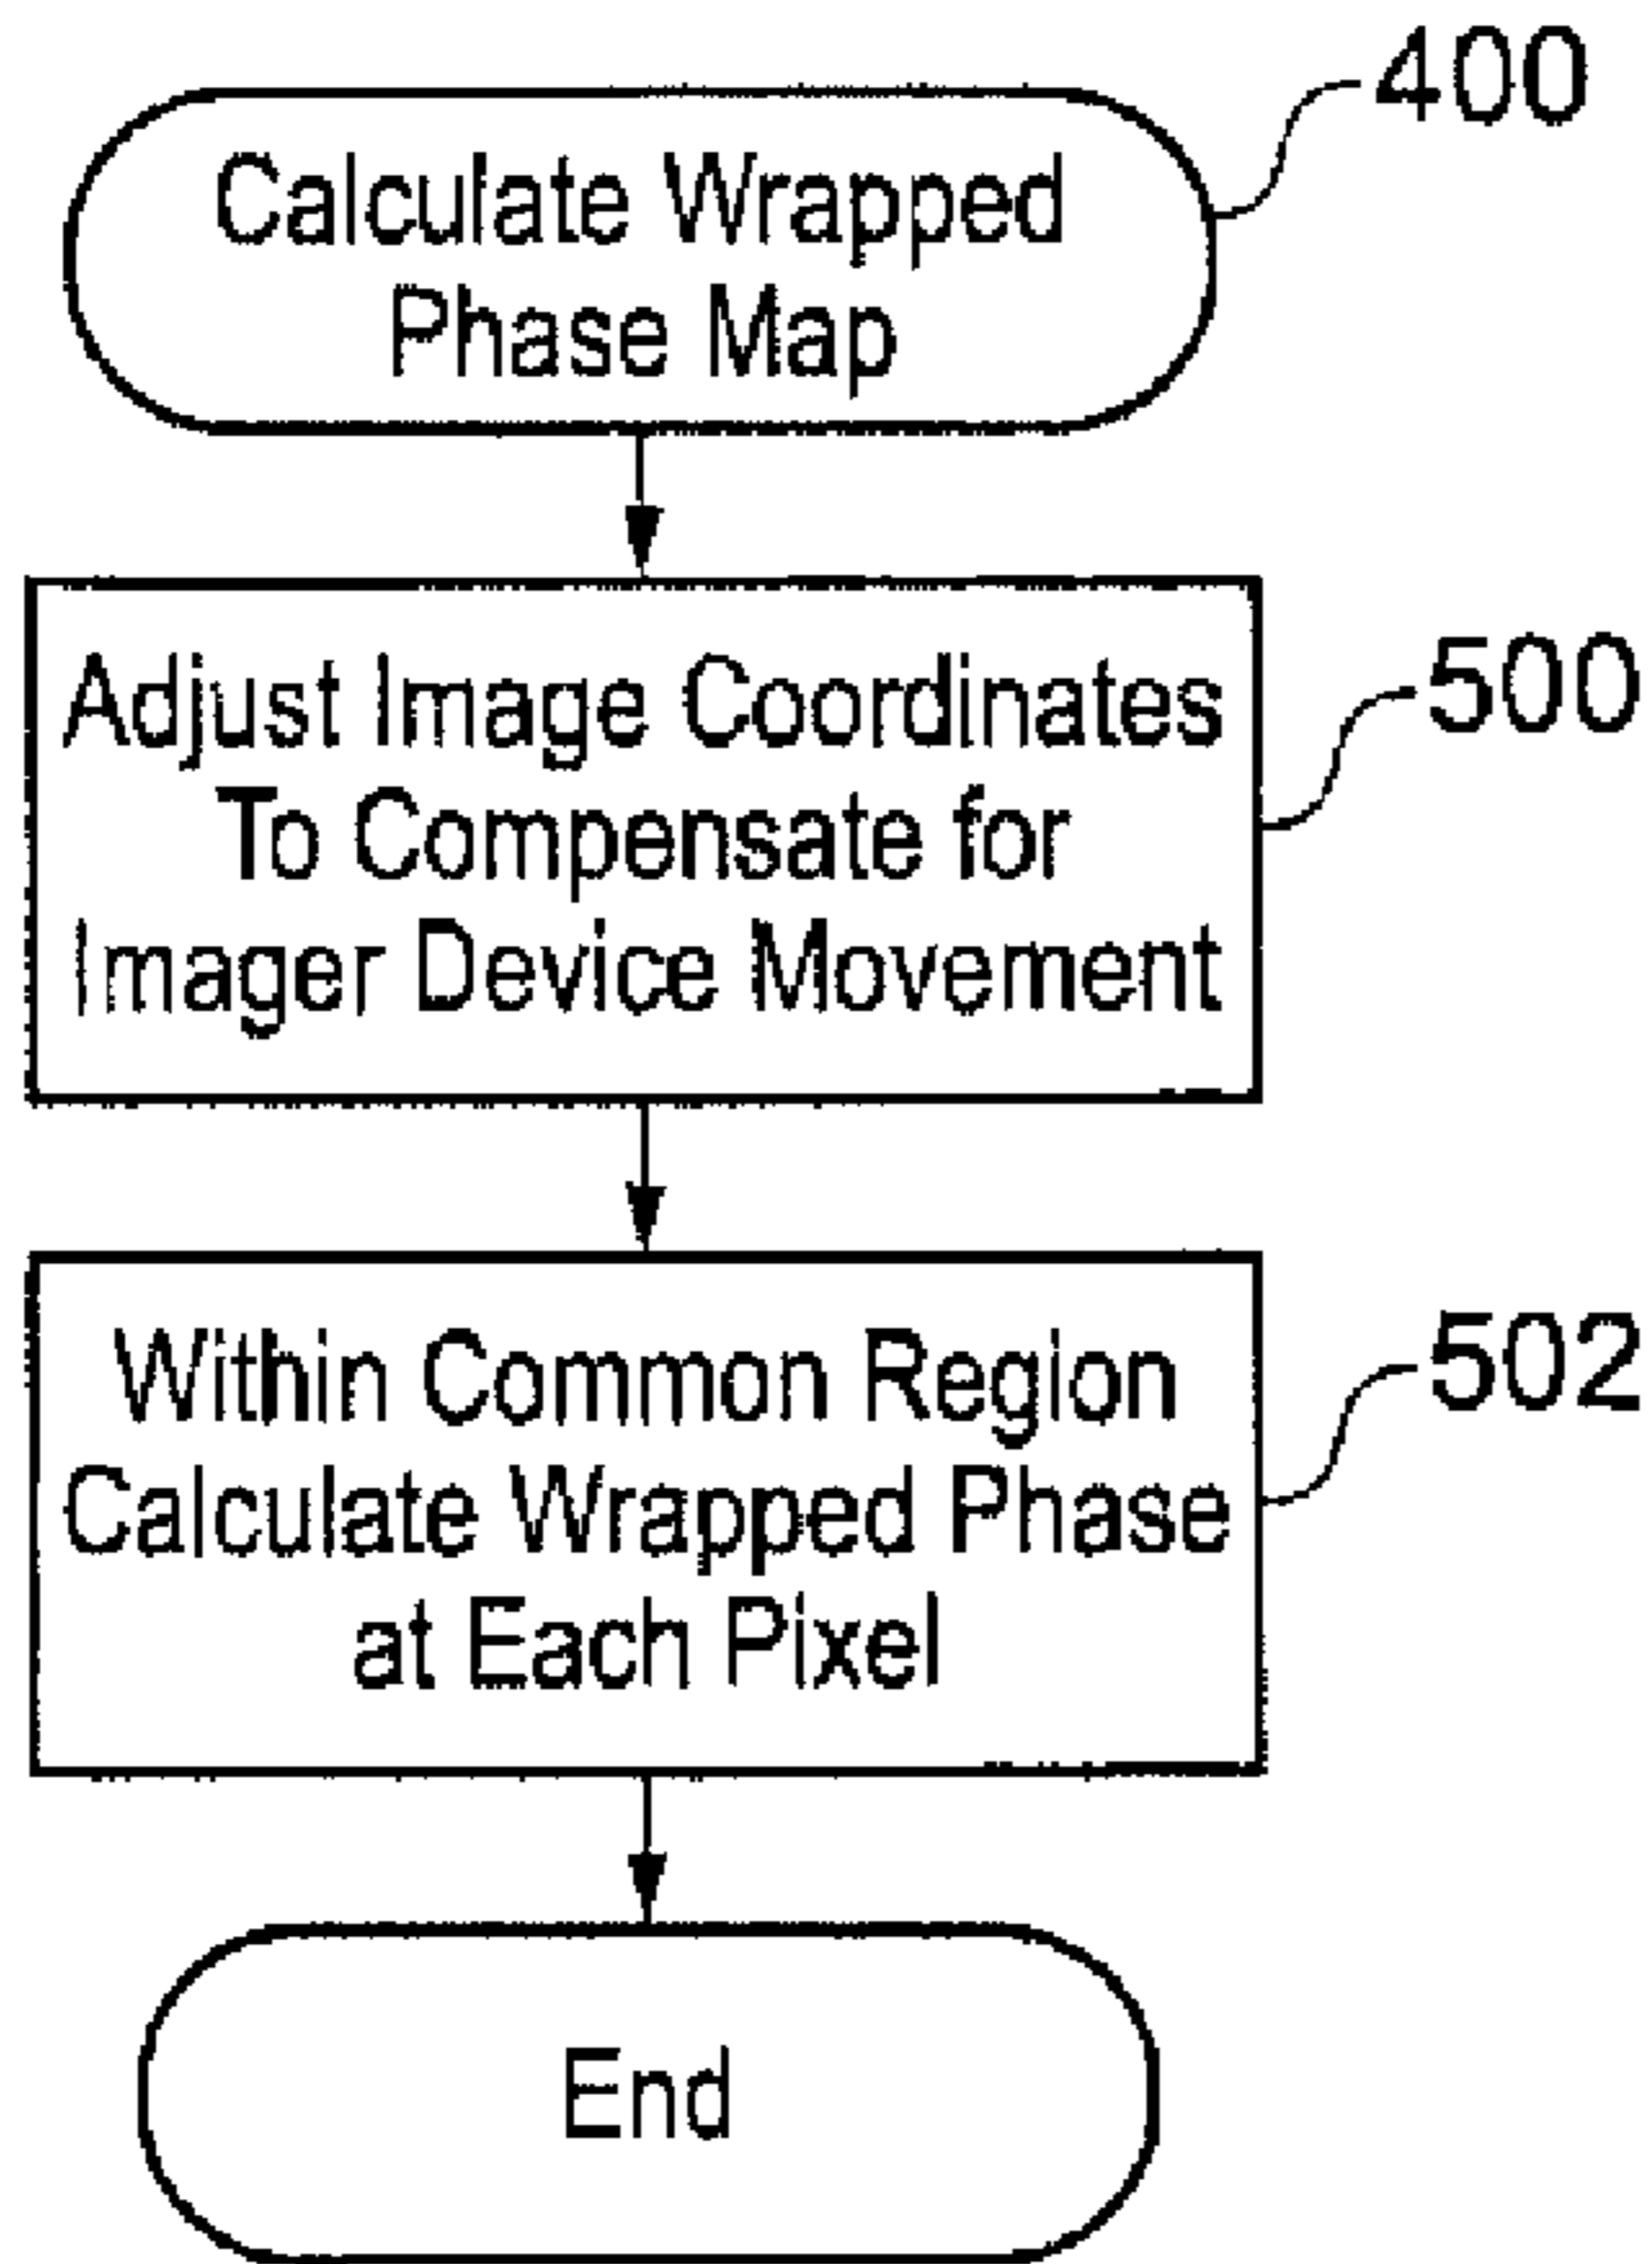 400
Calculate Wrapped
Phase Map
Adjust Image Coordinates
To Compensate for
Imager Device Movement
500
Within Common Region
Calculate Wrapped Phase
at Each Pixel
502
End